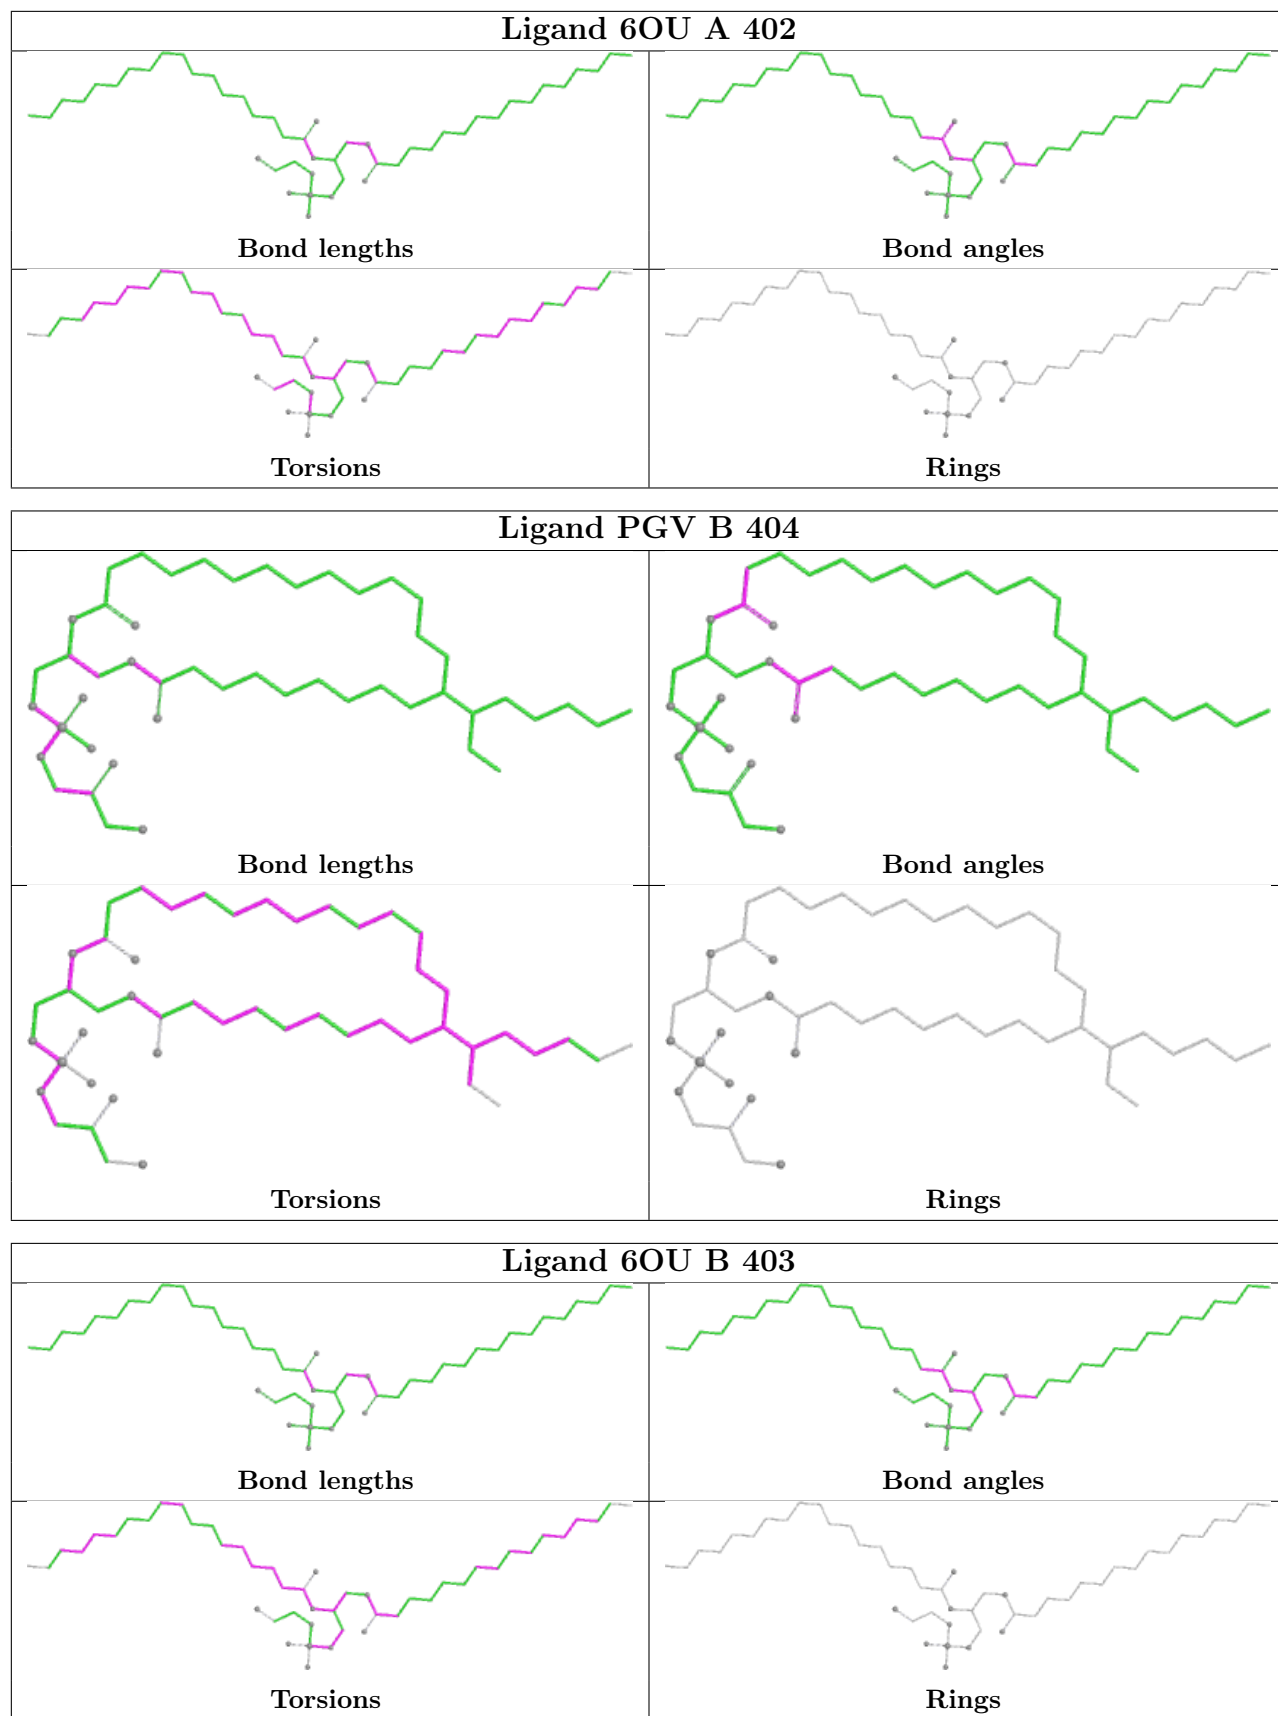 Ligand 6OU A 402
Bond lengths
Bond angles
Torsions
Rings
Ligand PGV B 404
Bond lengths
Bond angles
Torsions
Rings
Ligand 6OU B 403
Bond lengths
Bond angles
Torsions
Rings